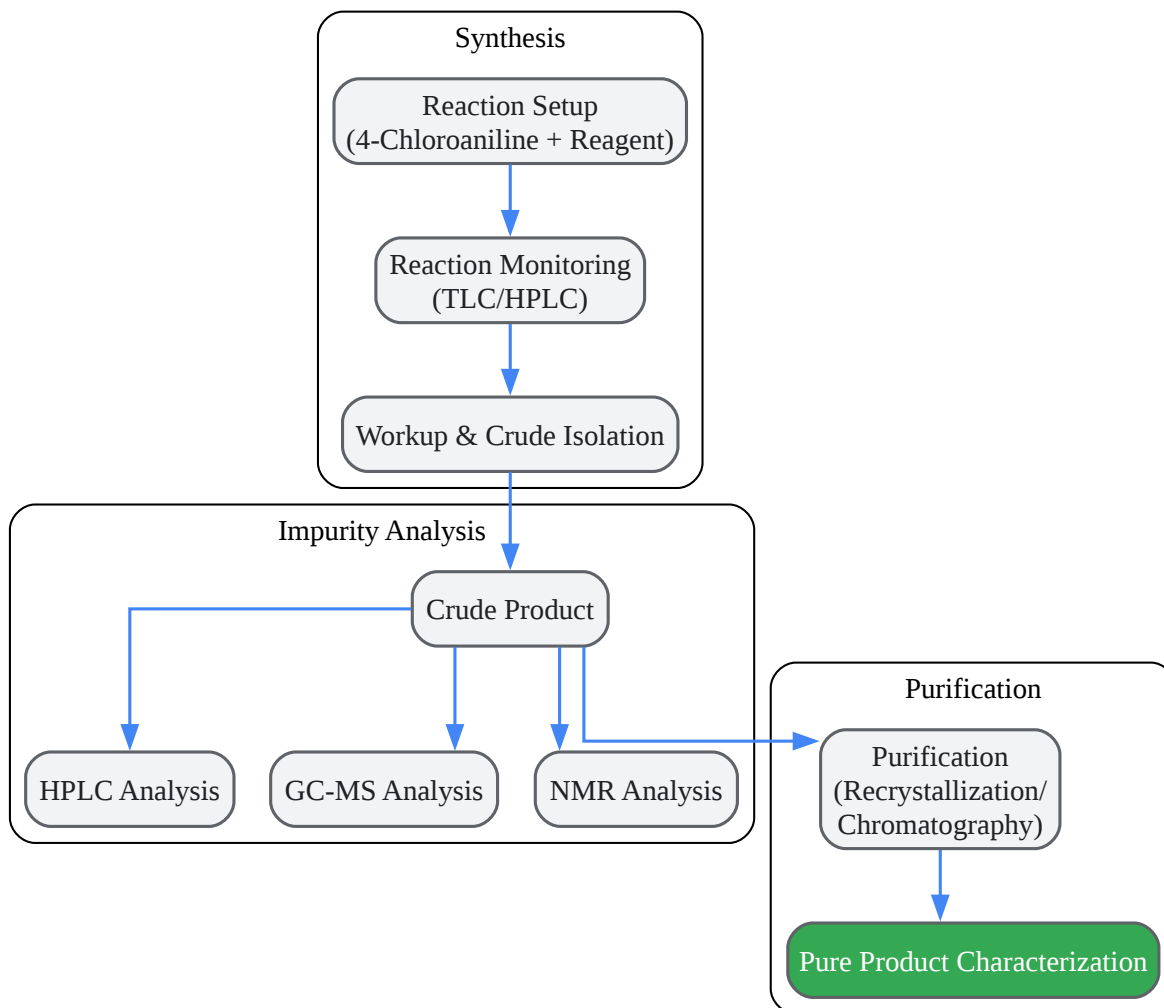 Synthesis
Reaction Setup
(4-Chloroaniline + Reagent)
Reaction Monitoring
(TLC/HPLC)
Workup & Crude Isolation
Impurity Analysis
Crude Product
HPLC Analysis
GC-MS Analysis
NMR Analysis
Purification
Purification
(Recrystallization/
Chromatography)
Pure Product Characterization